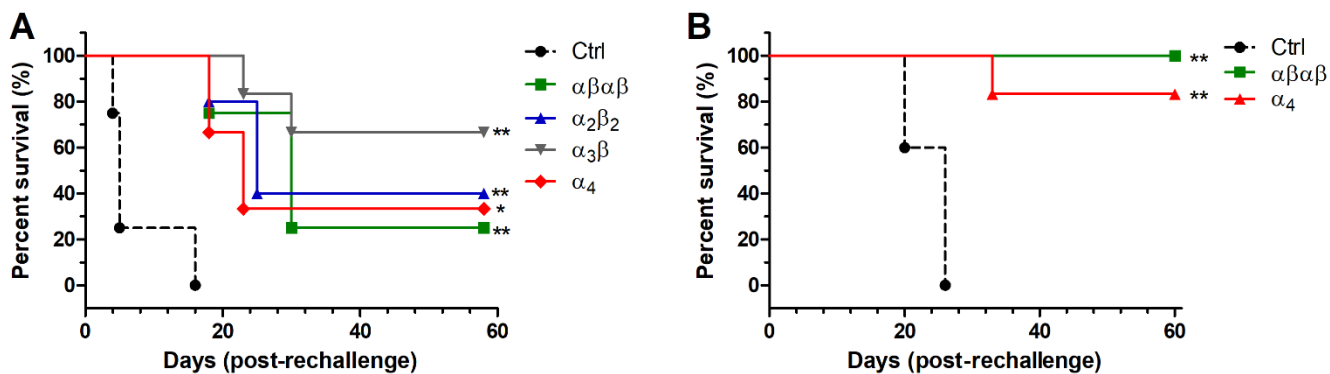 A
Percent survival (%)
100
80
60
40
20
0
0
20
40
60
Days (post-rechallenge)
Ctrl
αβαβ
α₂β₂
α₃β
α₄
**
**
*
**
B
Percent survival (%)
100
80
60
40
20
0
0
20
40
60
Days (post-rechallenge)
Ctrl
αβαβ
α₄
**
**